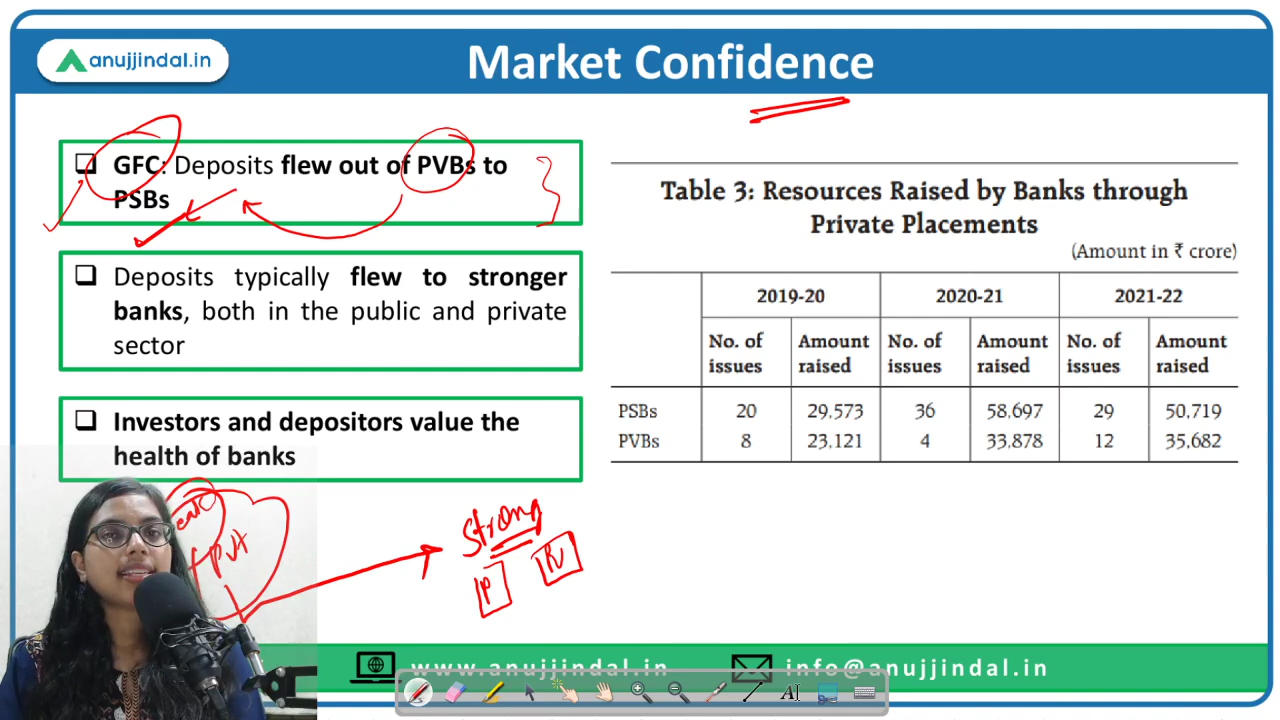 anujjindal.in
Market Confidence
GFC: Deposits flew out of PVBs to
PSBs
Deposits typically flew to stronger
banks, both in the public and private
sector
Investors and depositors value the
health of banks
Table 3: Resources Raised by Banks through
Private Placements
(Amount in ₹ crore)
2019-20 2020-21 2021-22
No. of Amount No. of Amount No. of Amount
issues raised issues raised issues raised
PSBs 20 29,573 36 58,697 29 50,719
PVBs 8 23,121 4 33,878 12 35,682
Strong
Pvt
P
www.anujjindal.in info@anujjindal.in